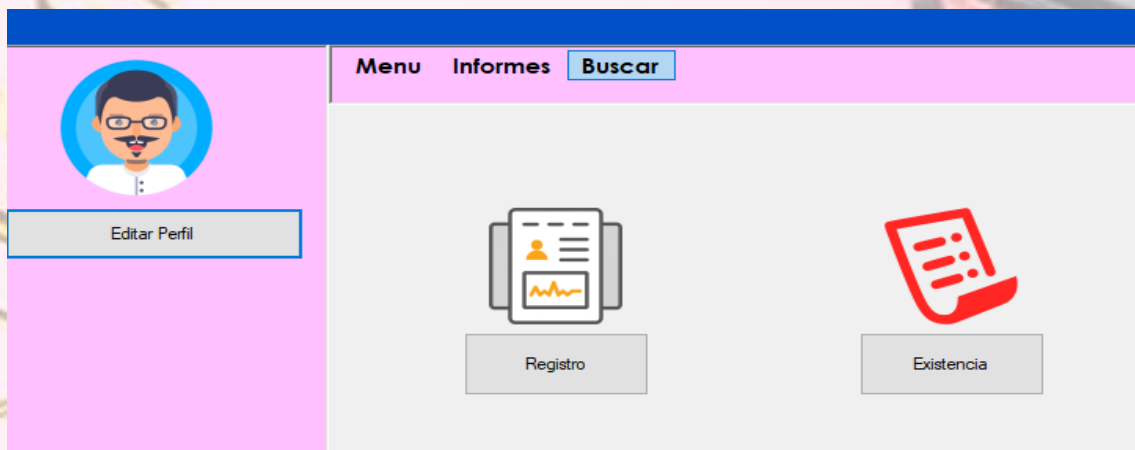 Menu Informes Buscar
Editar Perfil
Registro
Existencia